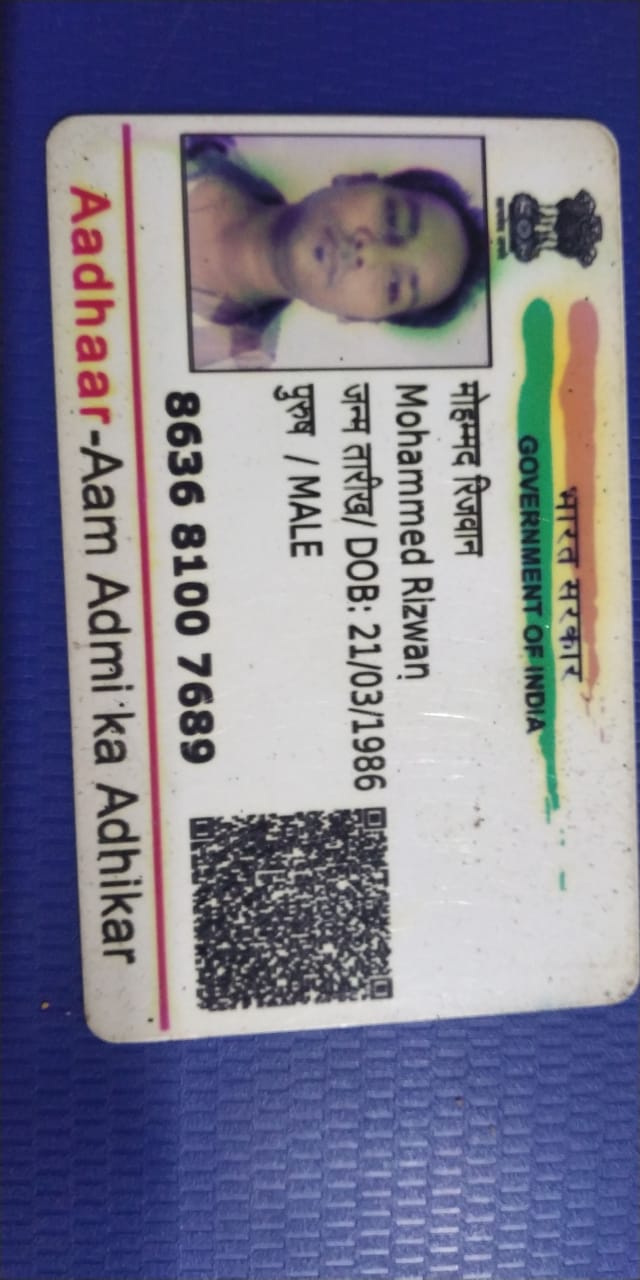 भारत सरकार
GOVERNMENT OF INDIA
मोहम्मद रिजवान
Mohammed Rizwan
जन्म तारीख/ DOB: 21/03/1986
पुरुष / MALE
8636 8100 7689
Aadhaar-Aam Admi ka Adhikar